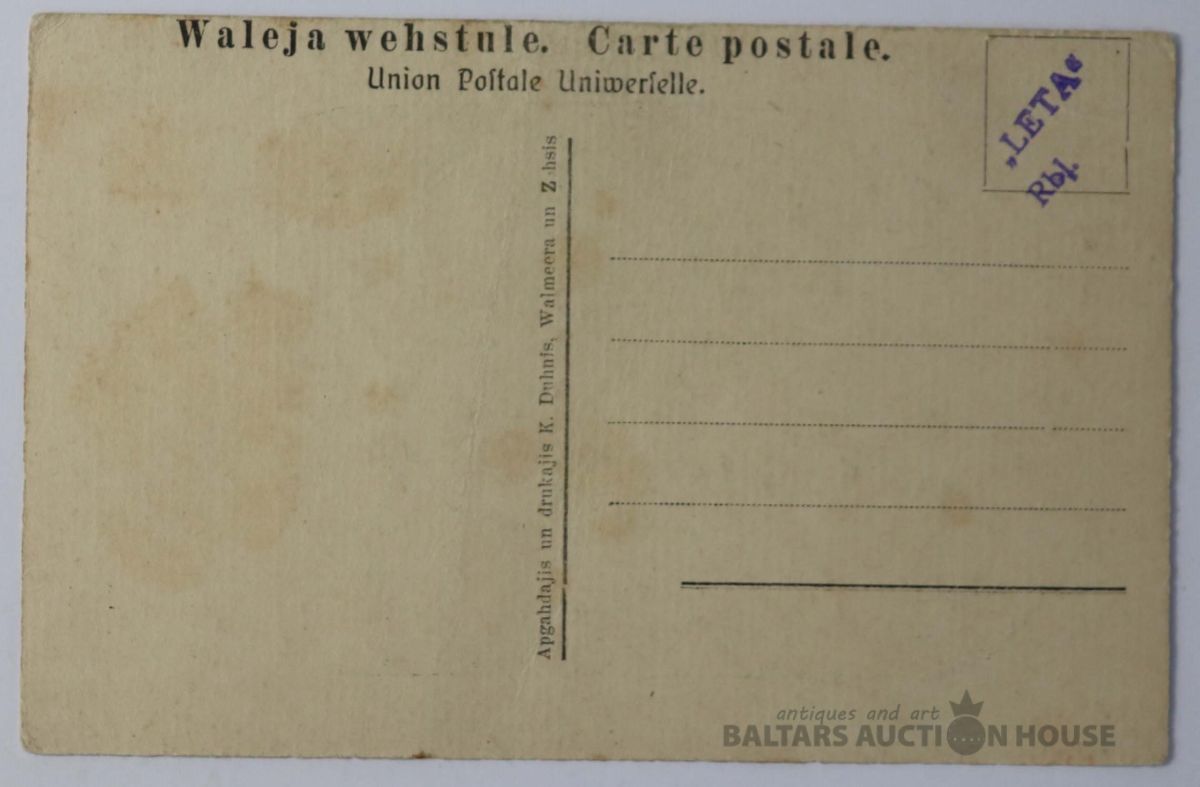 Waleja wehstule. Carte postale.
Union Poſtale Uniwerſelle.
„LETA“
Rbļ.
Apgahdajis un drukajis K. Duhnis, Walmeera un Z hsis
antiques and art
BALTARS AUCTION HOUSE